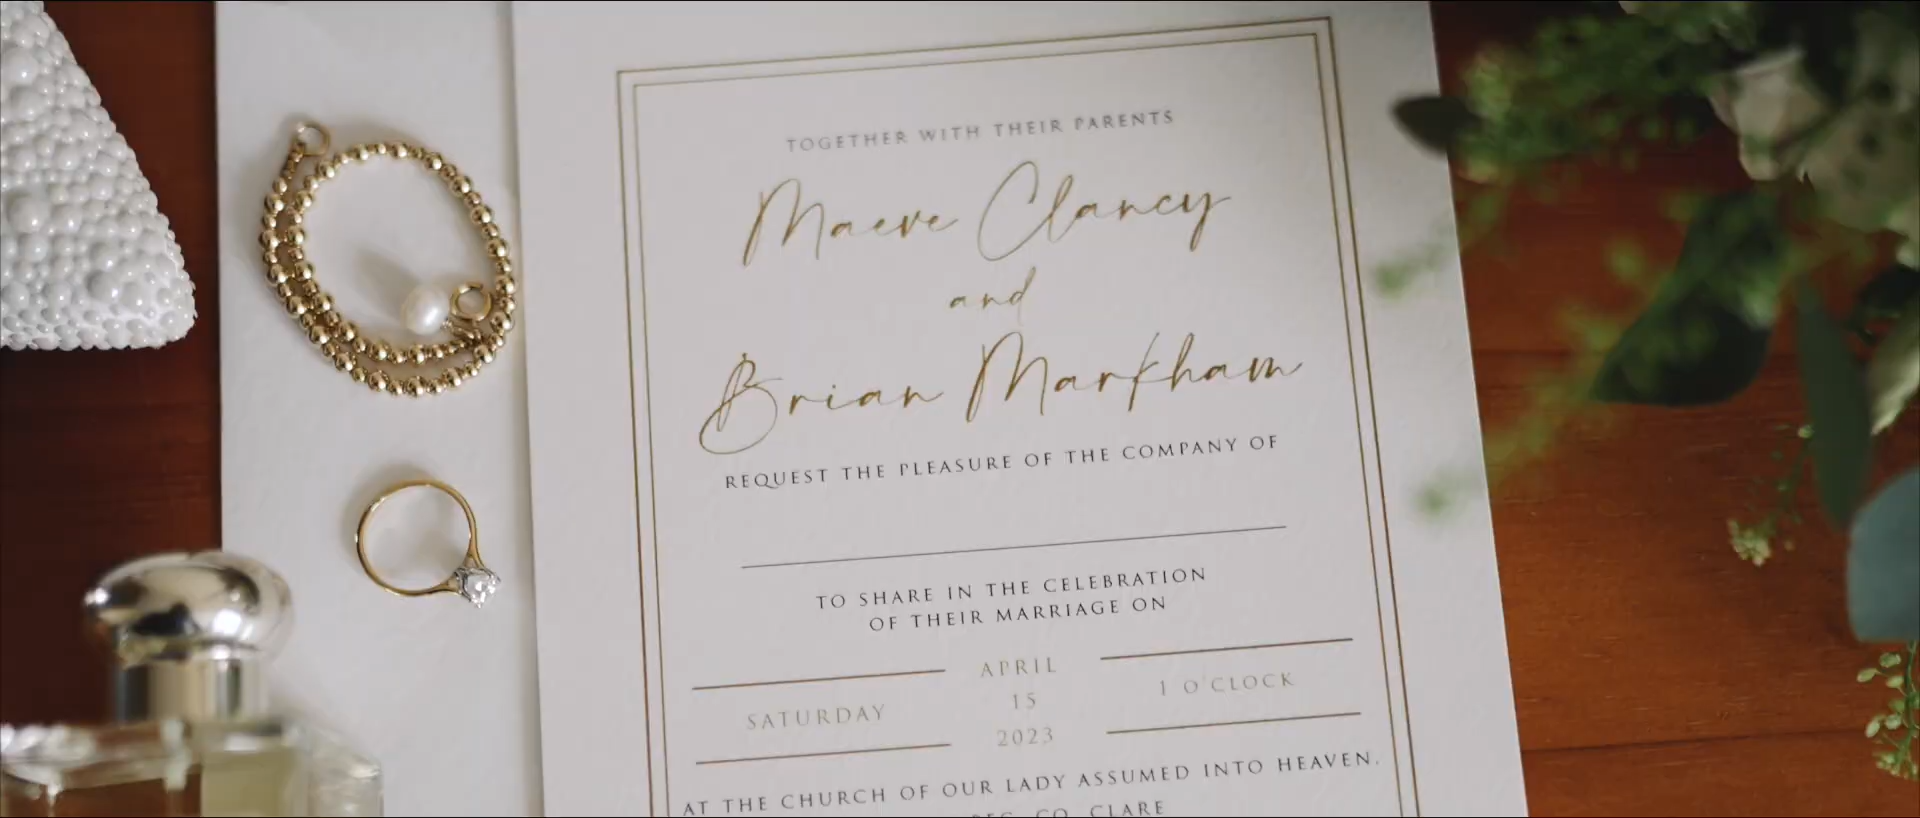 TOGETHER WITH THEIR PARENTS
Maeve Clancy
and
Brian Markham
REQUEST THE PLEASURE OF THE COMPANY OF
TO SHARE IN THE CELEBRATION
OF THEIR MARRIAGE ON
APRIL
SATURDAY 15 1 O'CLOCK
2023
AT THE CHURCH OF OUR LADY ASSUMED INTO HEAVEN,
CO. CLARE